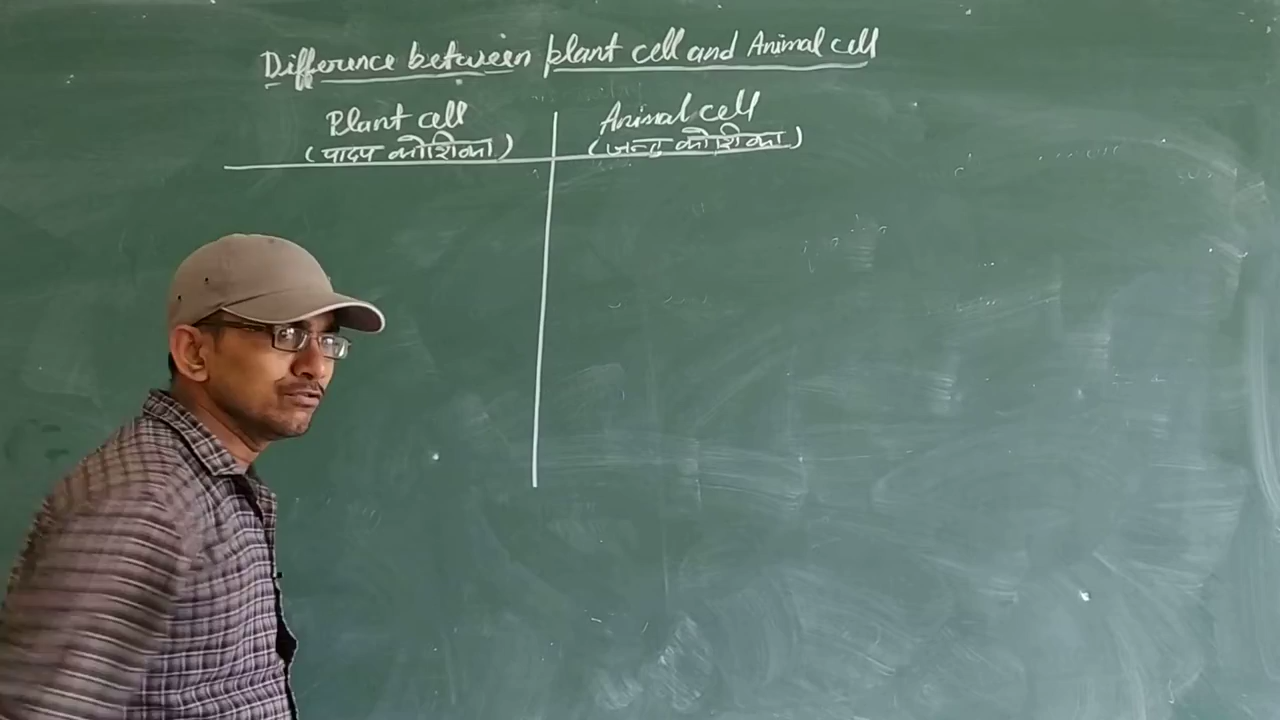 Difference between plant cell and Animal cell
Plant cell
(पादप कोशिका)
Animal cell
(जन्तु कोशिका)